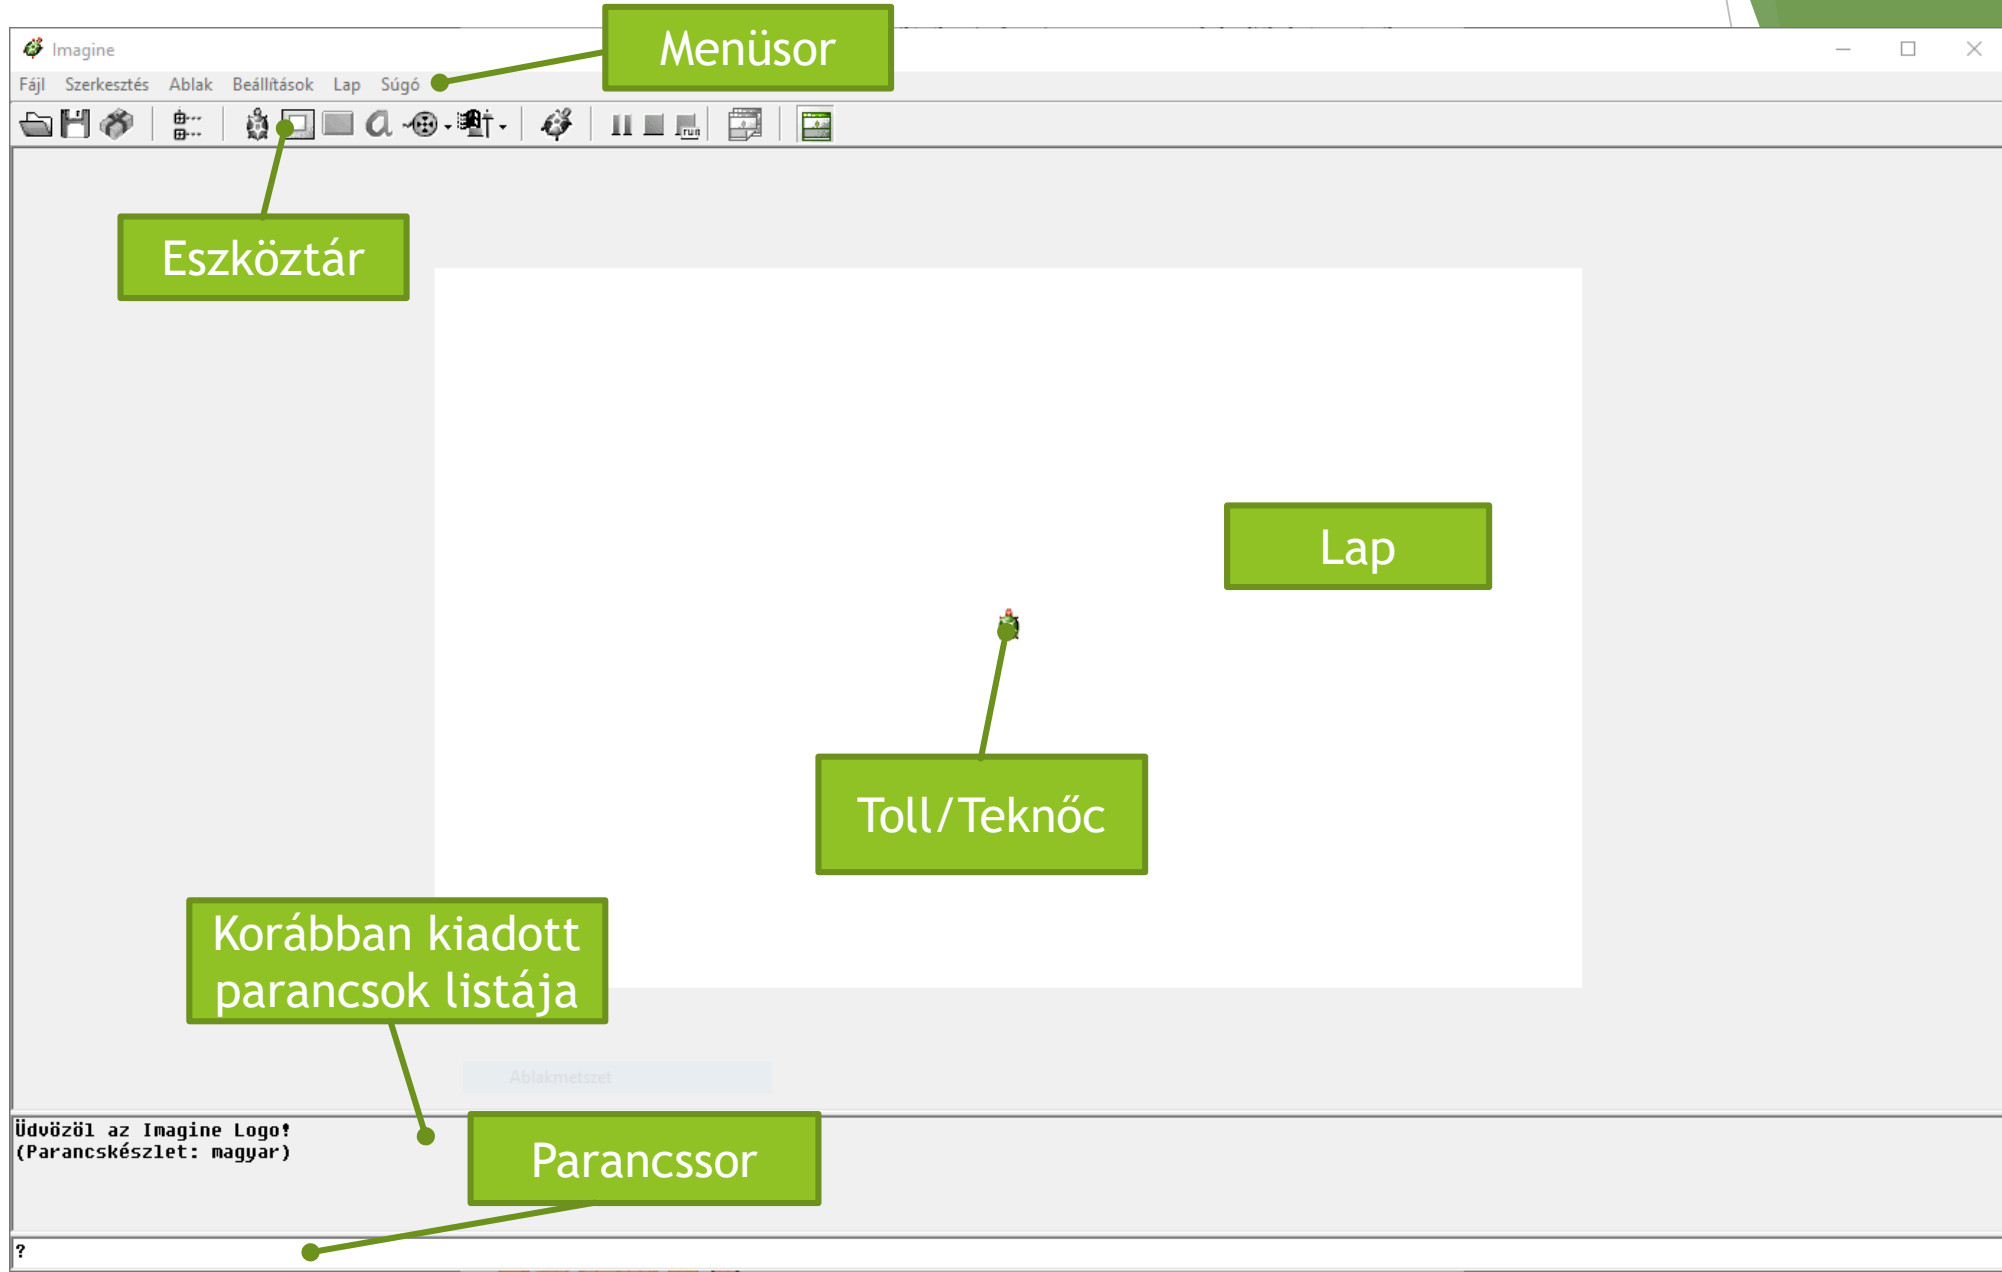 Menüsor
Imagine
Fájl Szerkesztés Ablak Beállítások Lap Súgó
run
Eszköztár
Lap
Toll/Teknőc
Korábban kiadott
parancsok listája
Ablakmetszet
Üdvözöl az Imagine Logo!
(Parancskészlet: magyar)
Parancssor
?